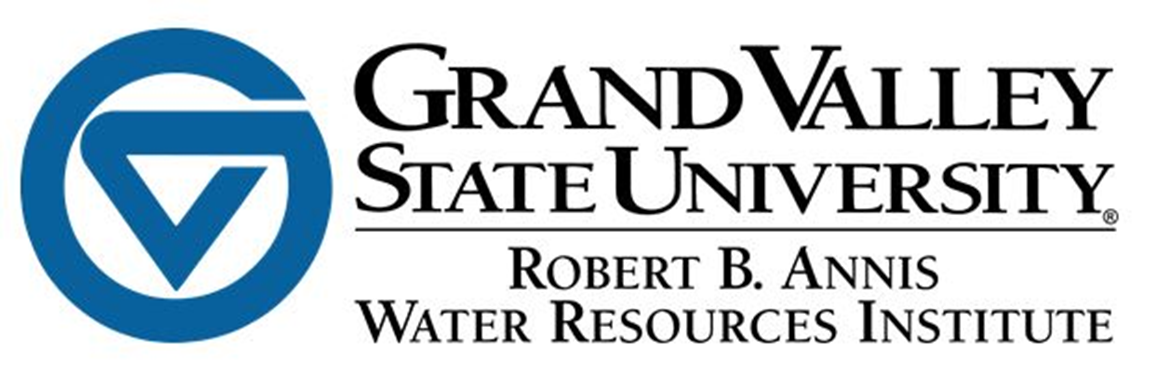 GRAND VALLEY
STATE UNIVERSITY®
ROBERT B. ANNIS
WATER RESOURCES INSTITUTE